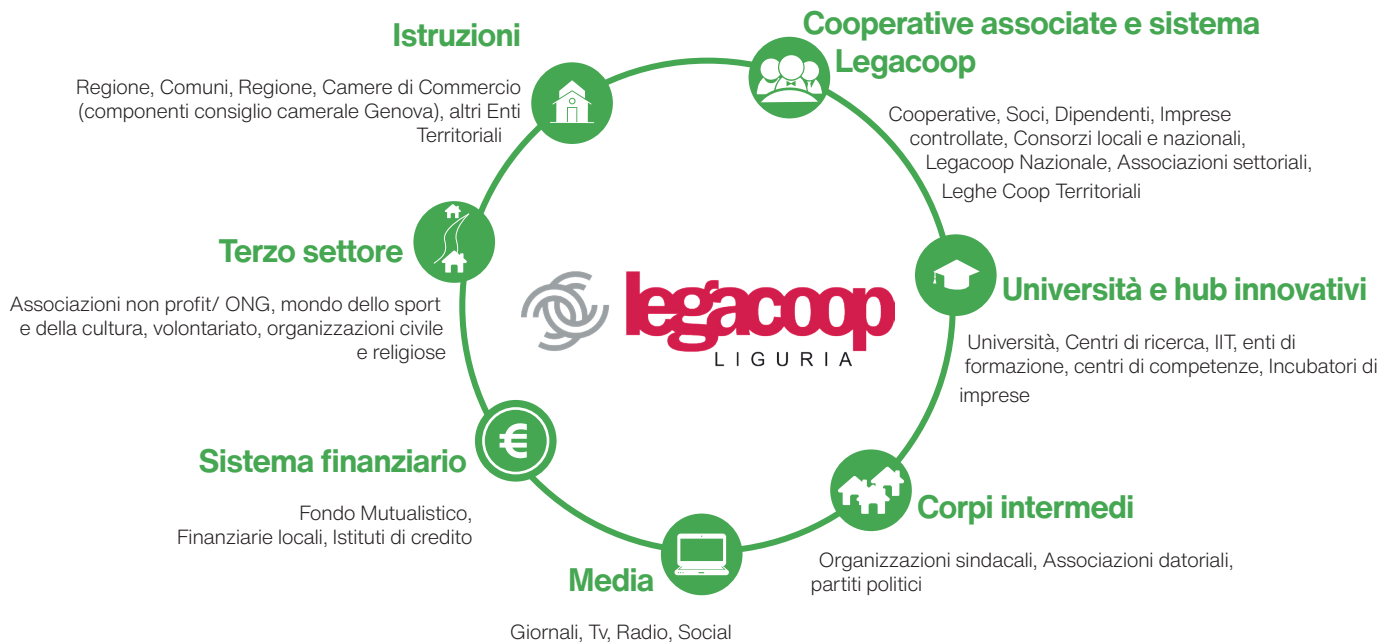 Istruzioni
Regione, Comuni, Regione, Camere di Commercio
(componenti consiglio camerale Genova), altri Enti
Territoriali
Cooperative associate e sistema
Legacoop
Cooperative, Soci, Dipendenti, Imprese
controllate, Consorzi locali e nazionali,
Legacoop Nazionale, Associazioni settoriali,
Leghe Coop Territoriali
Terzo settore
Associazioni non profit/ ONG, mondo dello sport
e della cultura, volontariato, organizzazioni civile
e religiose
legacoop
LIGURIA
Università e hub innovativi
Università, Centri di ricerca, IIT, enti di
formazione, centri di competenze, Incubatori di
imprese
Sistema finanziario
€
Fondo Mutualistico,
Finanziarie locali, Istituti di credito
Corpi intermedi
Organizzazioni sindacali, Associazioni datoriali,
partiti politici
Media
Giornali, Tv, Radio, Social